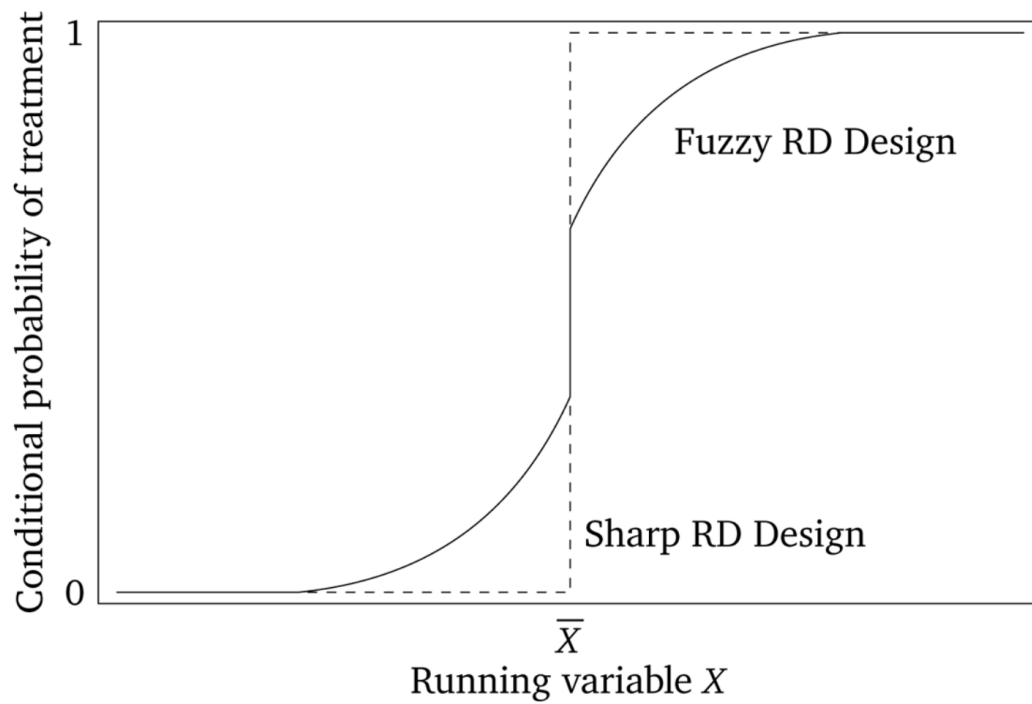 Conditional probability of treatment
1
Fuzzy RD Design
Sharp RD Design
0
X̅
Running variable X